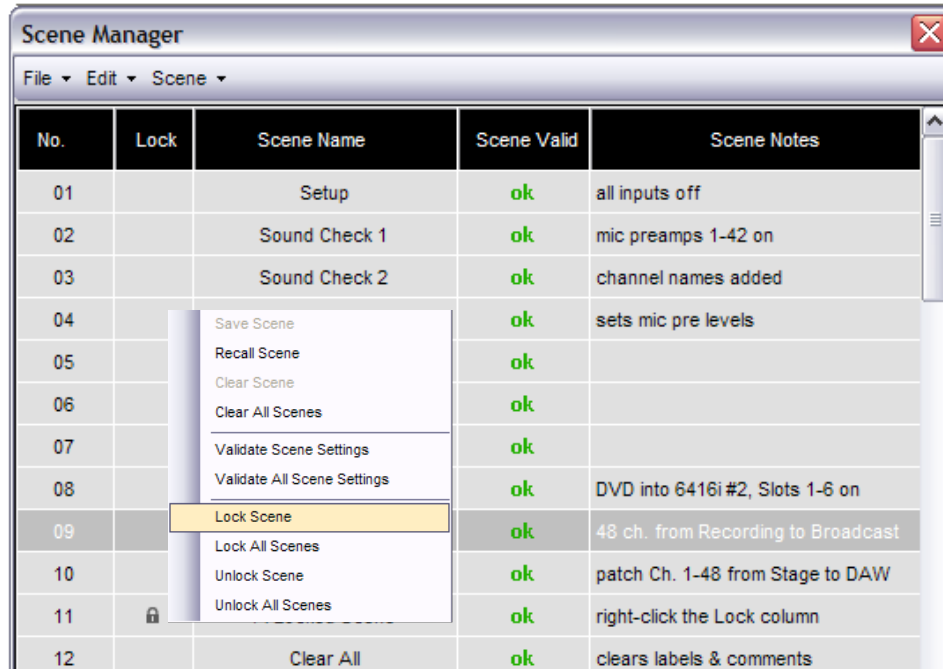 Scene Manager
File Edit Scene
No. Lock Scene Name Scene Valid Scene Notes
01 Setup ok all inputs off
02 Sound Check 1 ok mic preamps 1-42 on
03 Sound Check 2 ok channel names added
04 ok sets mic pre levels
05 ok
06 ok
07 ok
08 ok DVD into 6416i #2, Slots 1-6 on
09 ok 48 ch. from Recording to Broadcast
10 ok patch Ch. 1-48 from Stage to DAW
11 ok right-click the Lock column
12 Clear All ok clears labels & comments
Save Scene
Recall Scene
Clear Scene
Clear All Scenes
Validate Scene Settings
Validate All Scene Settings
Lock Scene
Lock All Scenes
Unlock Scene
Unlock All Scenes